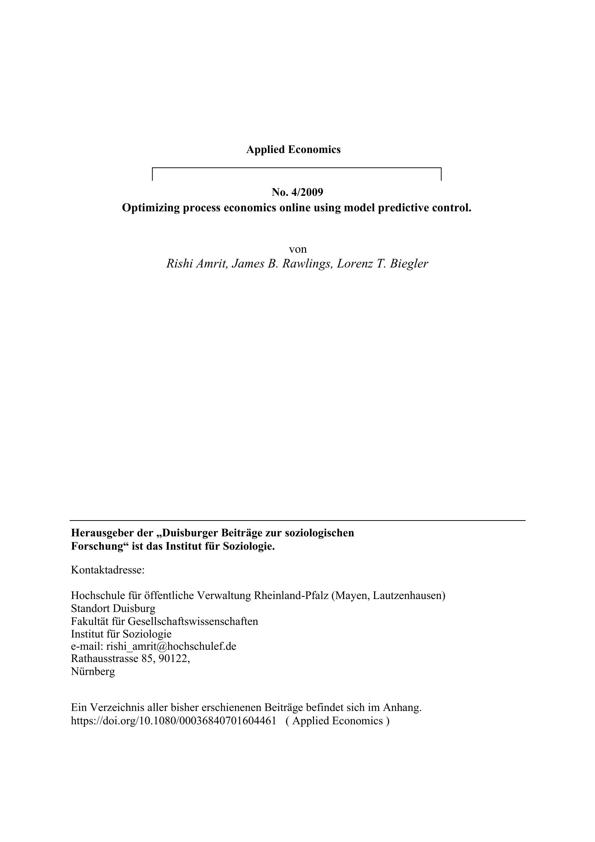 Applied Economics
No. 4/2009
Optimizing process economics online using model predictive control.
von
Rishi Amrit, James B. Rawlings, Lorenz T. Biegler
Herausgeber der „Duisburger Beiträge zur soziologischen
Forschung“ ist das Institut für Soziologie.
Kontaktadresse:
Hochschule für öffentliche Verwaltung Rheinland-Pfalz (Mayen, Lautzenhausen)
Standort Duisburg
Fakultät für Gesellschaftswissenschaften
Institut für Soziologie
e-mail: rishi_amrit@hochschulef.de
Rathausstrasse 85, 90122,
Nürnberg
Ein Verzeichnis aller bisher erschienenen Beiträge befindet sich im Anhang.
https://doi.org/10.1080/00036840701604461 ( Applied Economics )